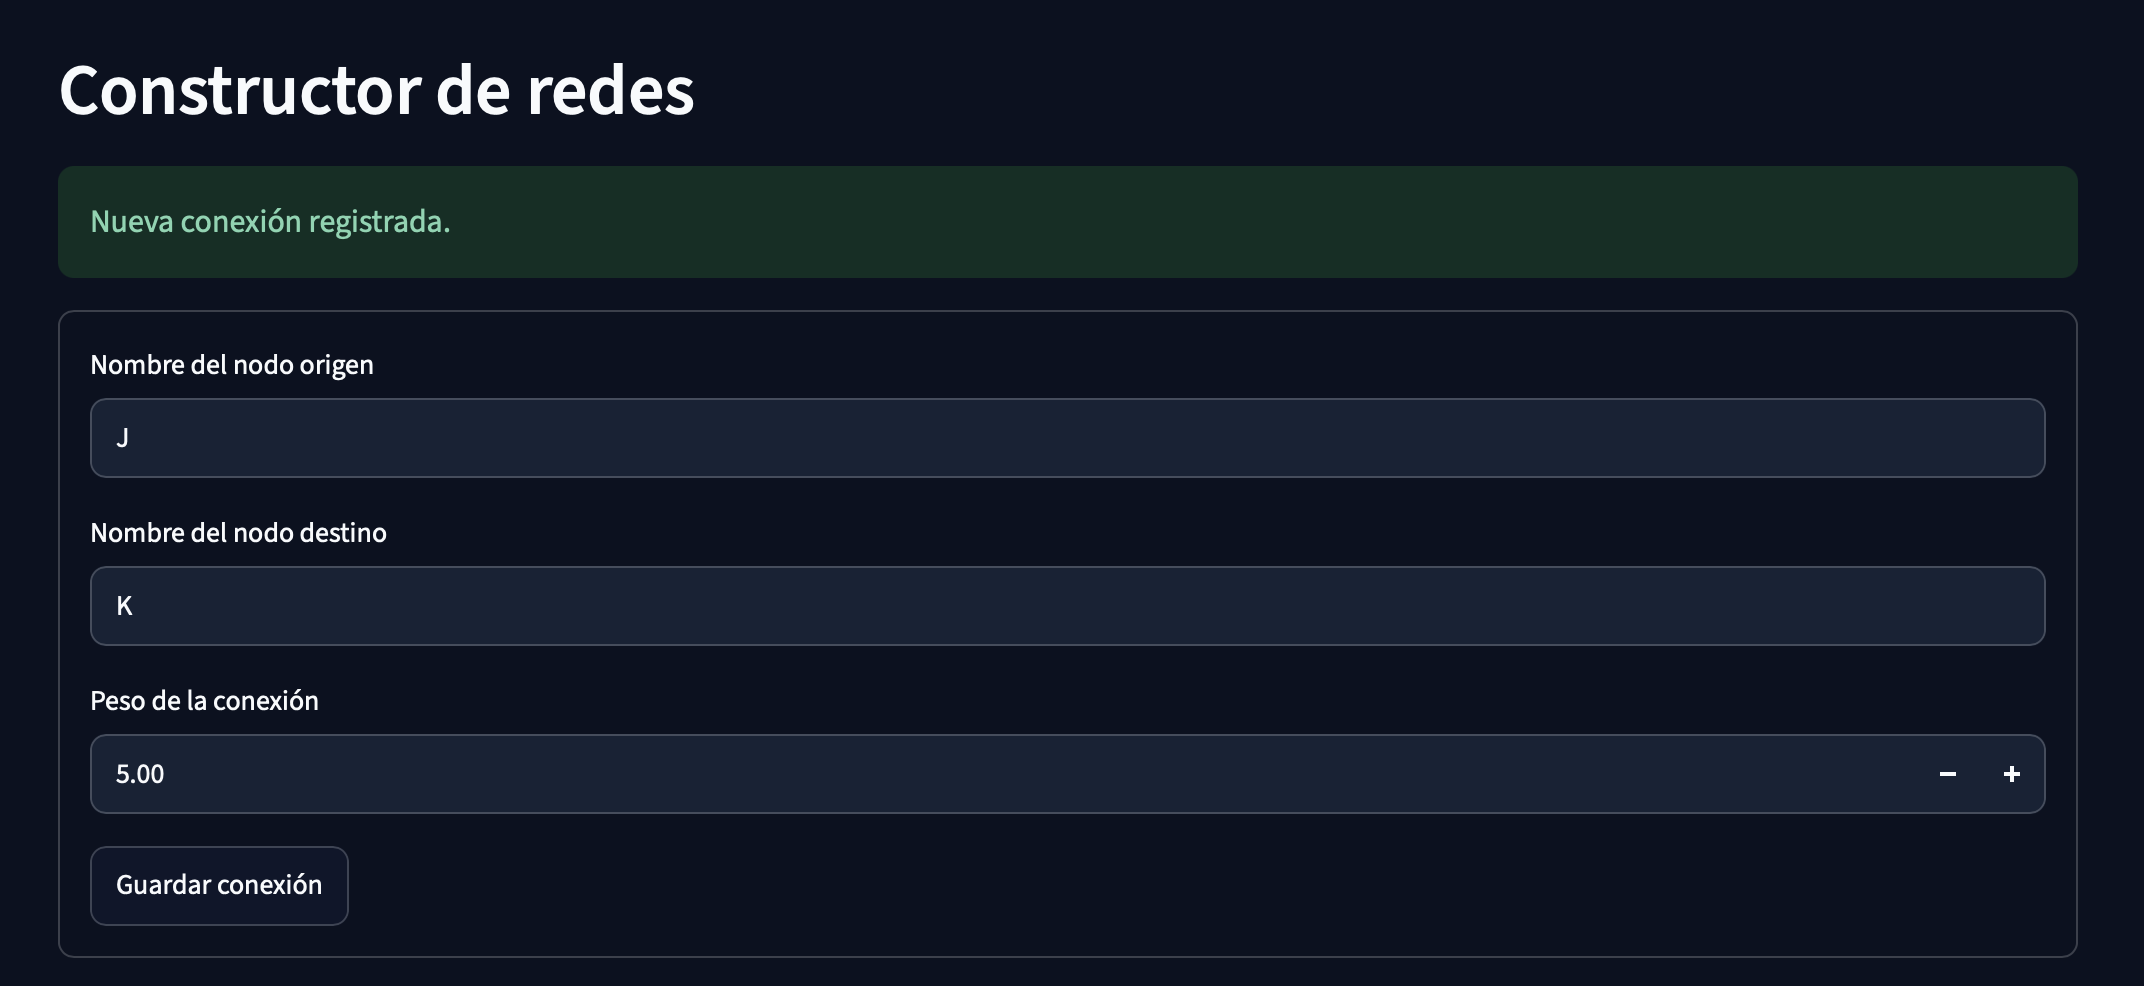 Constructor de redes
Nueva conexión registrada.
Nombre del nodo origen
J
Nombre del nodo destino
K
Peso de la conexión
5.00
Guardar conexión